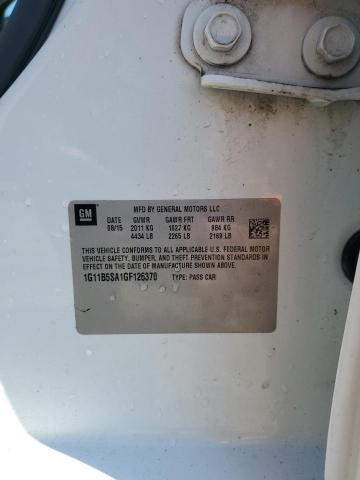 GM
MFD BY GENERAL MOTORS LLC
DATE GVWR GAWR FRT GAWR RR
08/15 2011 KG 1027 KG 984 KG
4434 LB 2265 LB 2169 LB
THIS VEHICLE CONFORMS TO ALL APPLICABLE U.S. FEDERAL MOTOR
VEHICLE SAFETY, BUMPER, AND THEFT PREVENTION STANDARDS IN
EFFECT ON THE DATE OF MANUFACTURE SHOWN ABOVE.
1G11B5SA1GF126370 TYPE: PASS CAR